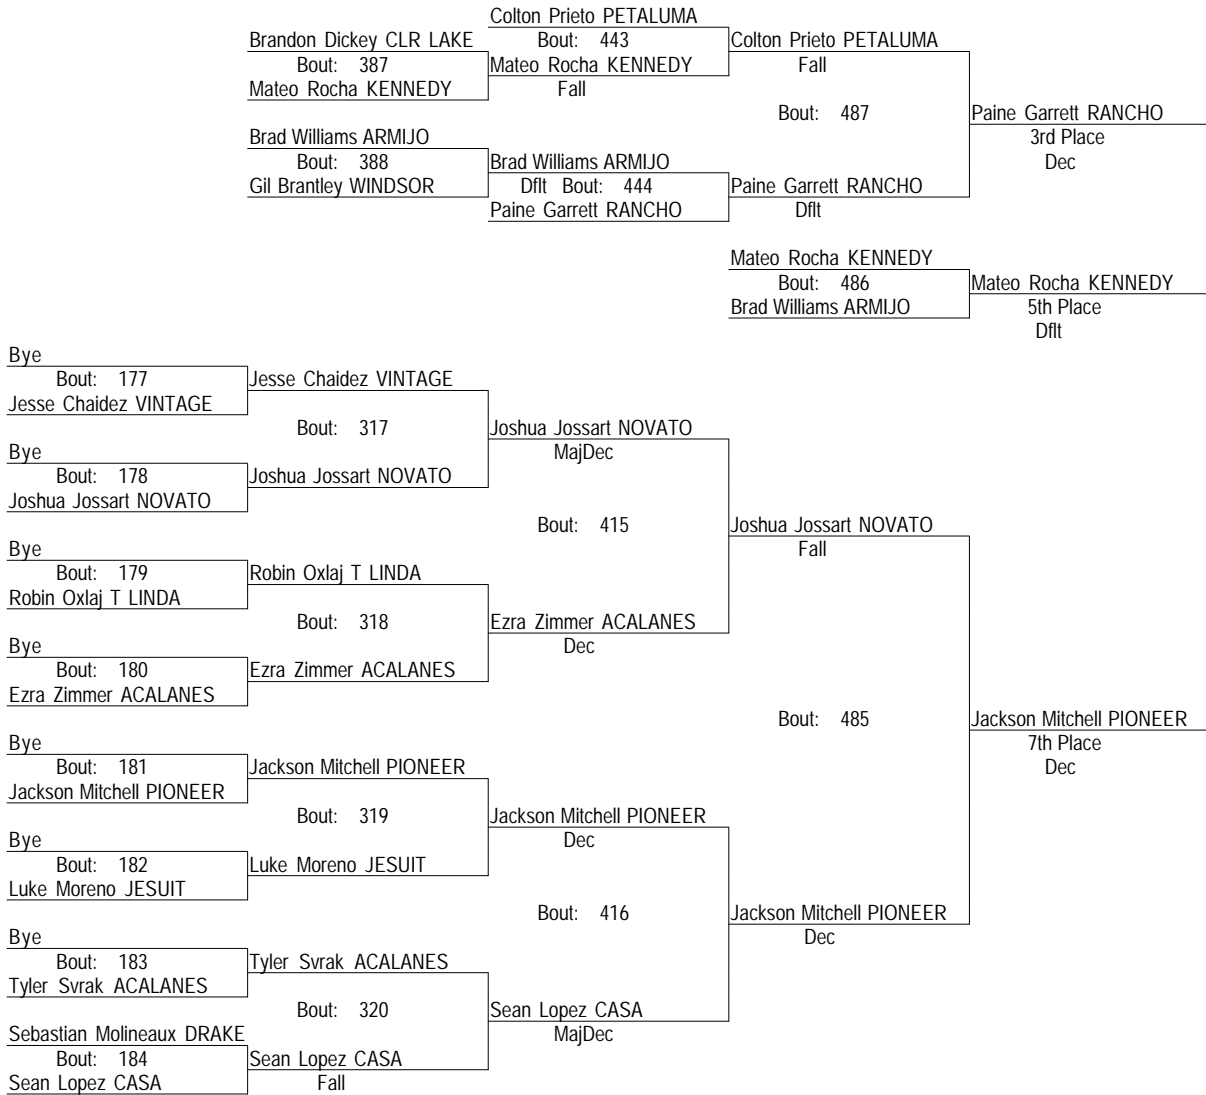 Colton Prieto PETALUMA
Brandon Dickey CLR LAKE
Bout: 443
Colton Prieto PETALUMA
Bout: 387
Mateo Rocha KENNEDY
Fall
Mateo Rocha KENNEDY
Fall
Bout: 487
Paine Garrett RANCHO
Brad Williams ARMIJO
3rd Place
Bout: 388
Brad Williams ARMIJO
Dec
Gil Brantley WINDSOR
Dflt Bout: 444
Paine Garrett RANCHO
Paine Garrett RANCHO
Dflt
Mateo Rocha KENNEDY
Bout: 486
Mateo Rocha KENNEDY
Brad Williams ARMIJO
5th Place
Dflt
Bye
Bout: 177
Jesse Chaidez VINTAGE
Jesse Chaidez VINTAGE
Bout: 317
Joshua Jossart NOVATO
Bye
MajDec
Bout: 178
Joshua Jossart NOVATO
Joshua Jossart NOVATO
Bout: 415
Joshua Jossart NOVATO
Bye
Fall
Bout: 179
Robin Oxlaj T LINDA
Robin Oxlaj T LINDA
Bout: 318
Ezra Zimmer ACALANES
Bye
Dec
Bout: 180
Ezra Zimmer ACALANES
Ezra Zimmer ACALANES
Bout: 485
Jackson Mitchell PIONEER
Bye
7th Place
Bout: 181
Jackson Mitchell PIONEER
Dec
Jackson Mitchell PIONEER
Bout: 319
Jackson Mitchell PIONEER
Bye
Dec
Bout: 182
Luke Moreno JESUIT
Luke Moreno JESUIT
Bout: 416
Jackson Mitchell PIONEER
Bye
Dec
Bout: 183
Tyler Svrak ACALANES
Tyler Svrak ACALANES
Bout: 320
Sean Lopez CASA
Sebastian Molineaux DRAKE
MajDec
Bout: 184
Sean Lopez CASA
Sean Lopez CASA
Fall